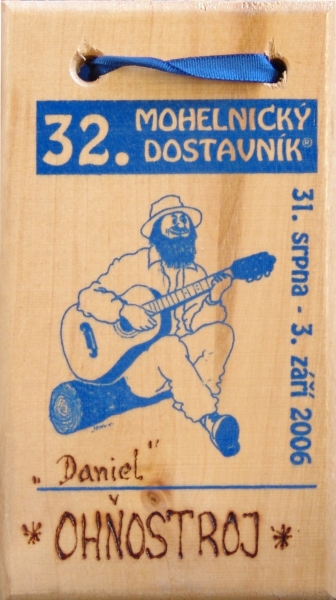 32. MOHELNICKÝ
DOSTAVNÍK®
31. srpna - 3. září 2006
„Daniel"
* OHŇOSTROJ *